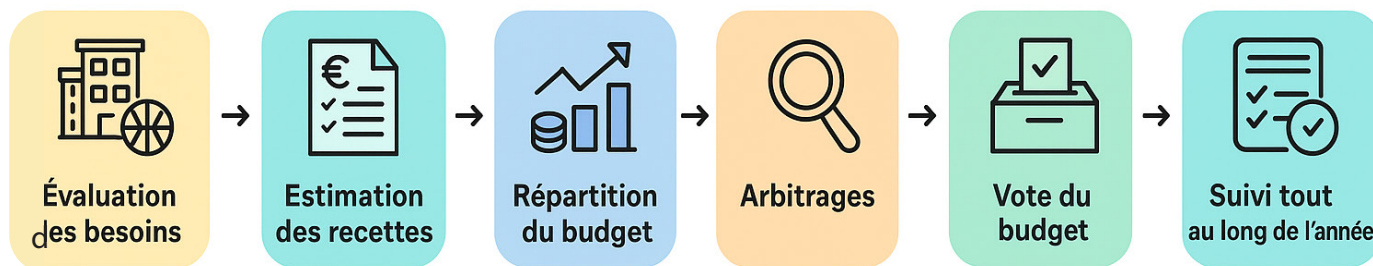 Évaluation
des besoins
€
Estimation
des recettes
Répartition
du budget
Arbitrages
Vote du
budget
Suivi tout
au long de l'année